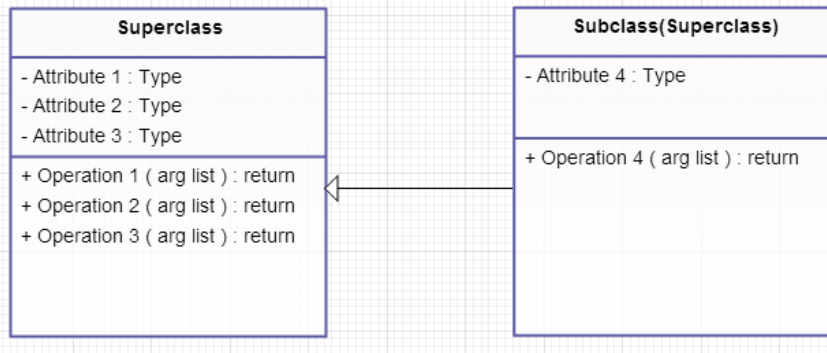 Superclass
- Attribute 1 : Type
- Attribute 2 : Type
- Attribute 3 : Type
+ Operation 1 ( arg list ) : return
+ Operation 2 ( arg list ) : return
+ Operation 3 ( arg list ) : return
Subclass(Superclass)
- Attribute 4 : Type
+ Operation 4 ( arg list ) : return